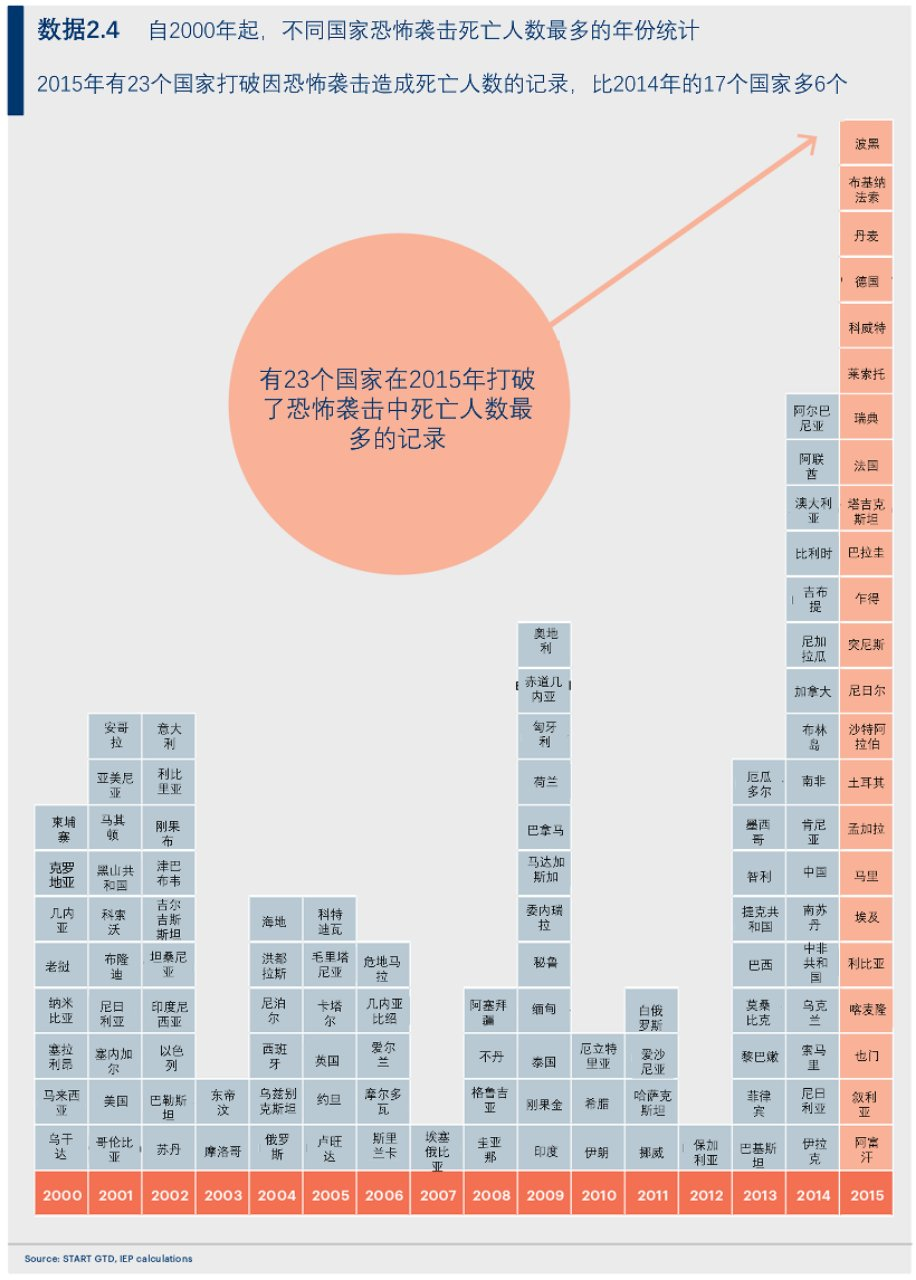 数据2.4 自2000年起，不同国家恐怖袭击死亡人数最多的年份统计
2015年有23个国家打破因恐怖袭击造成死亡人数的记录，比2014年的17个国家多6个
有23个国家在2015年打破
了恐怖袭击中死亡人数最
多的记录
柬埔
寨
克罗
地亚
几内
亚
老挝
纳米
比亚
塞拉
利昂
马来西
亚
乌干
达
2000
安哥
拉
亚美尼
亚
马其
顿
黑山共
和国
科索
沃
布隆
迪
尼日
利亚
塞内加
尔
美国
哥伦比
亚
2001
意大
利
利比
里亚
刚果
布
津巴
布韦
吉尔
吉斯
斯坦
坦桑尼
亚
印度尼
西亚
以色
列
巴勒斯
坦
苏丹
2002
东帝
汶
摩洛哥
2003
海地
洪都
拉斯
尼泊
尔
西班
牙
乌兹别
克斯坦
俄罗
斯
2004
科特
迪瓦
毛里塔
尼亚
卡塔
尔
英国
约旦
卢旺
达
2005
危地马
拉
几内亚
比绍
爱尔
兰
摩尔多
瓦
斯里
兰卡
2006
埃塞
俄比
亚
2007
阿塞拜
疆
不丹
格鲁吉
亚
圭亚
那
2008
奥地
利
赤道几
内亚
匈牙
利
荷兰
巴拿马
马达加
斯加
委内瑞
拉
秘鲁
缅甸
泰国
刚果金
印度
2009
厄立特
里亚
希腊
伊朗
2010
白俄
罗斯
爱沙
尼亚
哈萨克
斯坦
挪威
2011
保加
利亚
2012
厄瓜
多尔
墨西
哥
智利
捷克共
和国
巴西
莫桑
比克
黎巴嫩
菲律
宾
巴基斯
坦
2013
阿尔巴
尼亚
阿联
酋
澳大利
亚
比利时
吉布
提
尼加
拉瓜
加拿大
布林
岛
南非
肯尼
亚
中国
南苏
丹
中非
共和
国
乌克
兰
索马
里
尼日
利亚
伊拉
克
2014
波黑
布基纳
法索
丹麦
德国
科威特
莱索托
瑞典
法国
塔吉克
斯坦
巴拉圭
乍得
突尼斯
尼日尔
沙特阿
拉伯
土耳其
孟加拉
马里
埃及
利比亚
喀麦隆
也门
叙利
亚
阿富
汗
2015
Source: START GTD, IEP calculations